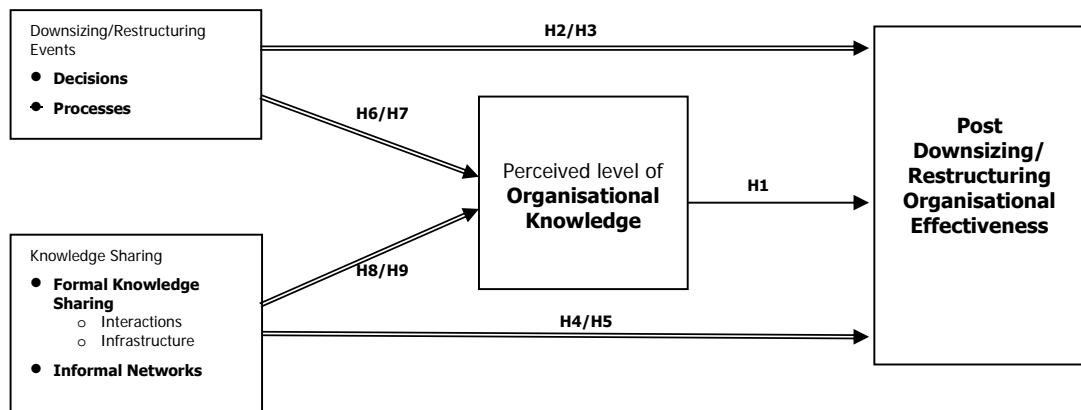 Downsizing/Restructuring
Events
● Decisions
● Processes
H2/H3
H6/H7
Perceived level of
Organisational
Knowledge
H1
Post
Downsizing/
Restructuring
Organisational
Effectiveness
Knowledge Sharing
● Formal Knowledge
Sharing
o Interactions
o Infrastructure
● Informal Networks
H8/H9
H4/H5